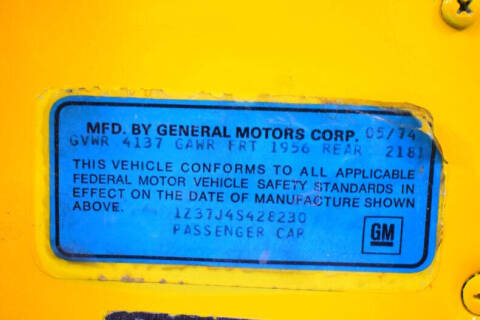 MFD. BY GENERAL MOTORS CORP. 05/74
GVWR 4137 GAWR FRT 1956 REAR 2181
THIS VEHICLE CONFORMS TO ALL APPLICABLE
FEDERAL MOTOR VEHICLE SAFETY STANDARDS IN
EFFECT ON THE DATE OF MANUFACTURE SHOWN
ABOVE.
1Z37J4S428230
PASSENGER CAR
GM